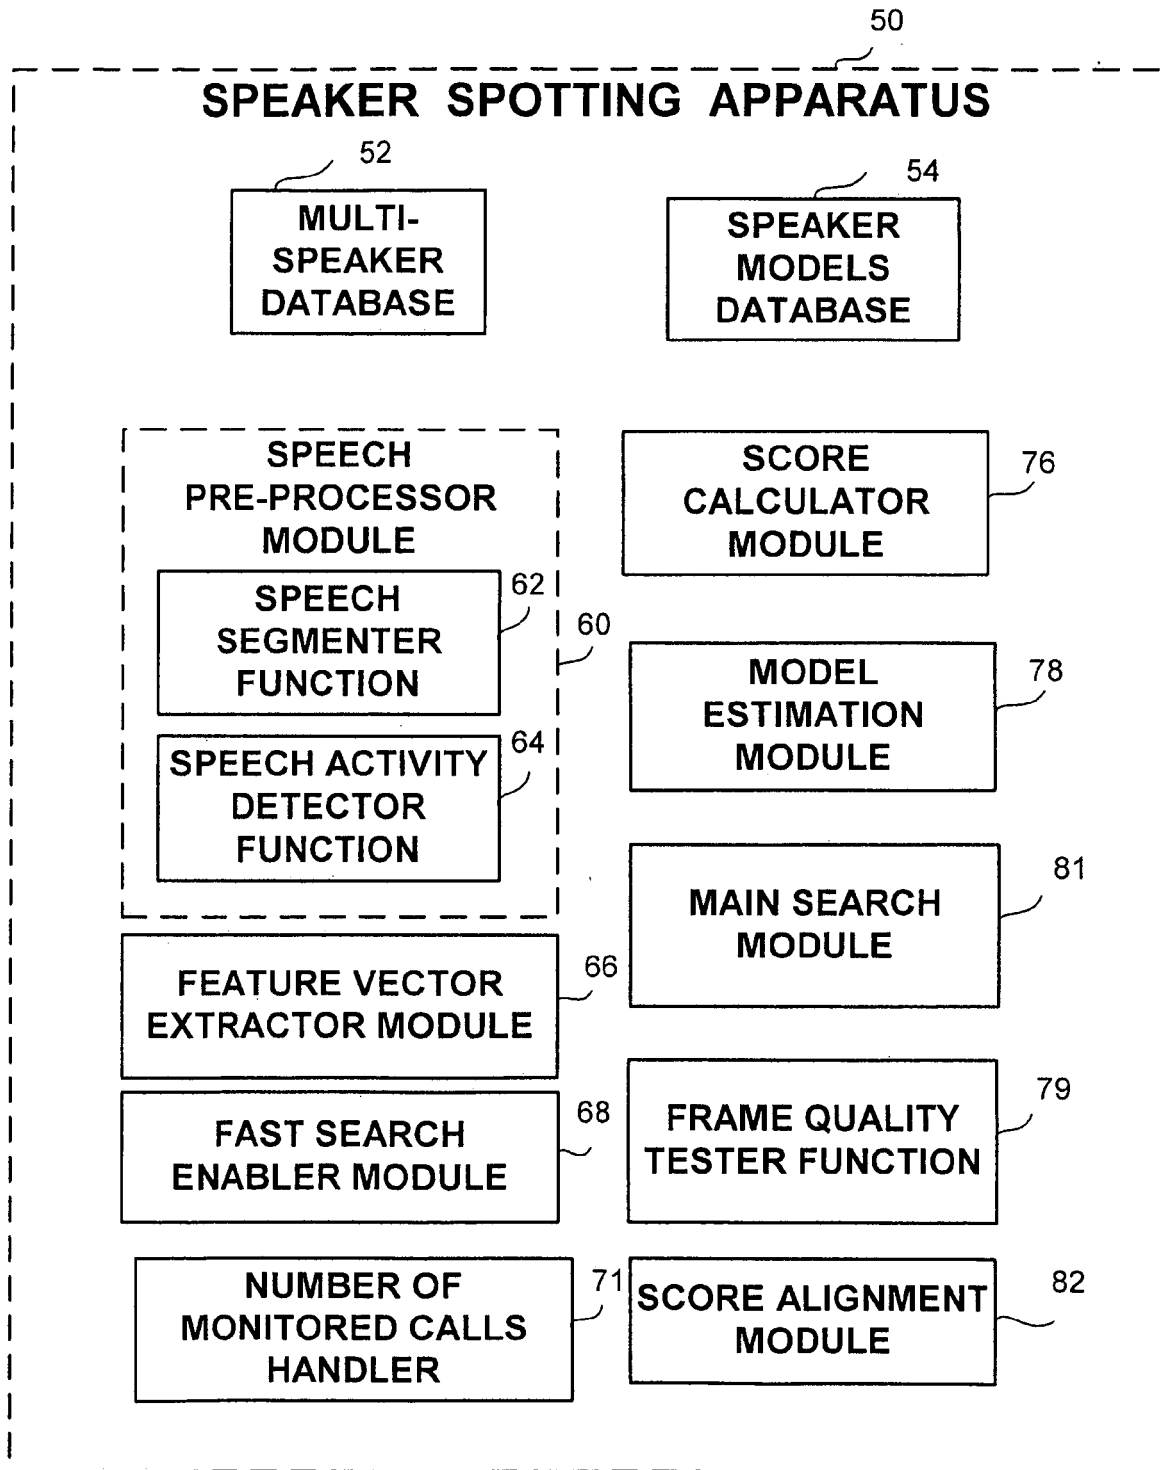 50
SPEAKER SPOTTING APPARATUS
52
MULTI-
SPEAKER
DATABASE
54
SPEAKER
MODELS
DATABASE
SPEECH
PRE-PROCESSOR
MODULE
60
SPEECH
SEGMENTER
FUNCTION
62
SPEECH ACTIVITY
DETECTOR
FUNCTION
64
FEATURE VECTOR
EXTRACTOR MODULE
66
FAST SEARCH
ENABLER MODULE
68
NUMBER OF
MONITORED CALLS
HANDLER
71
SCORE
CALCULATOR
MODULE
76
MODEL
ESTIMATION
MODULE
78
MAIN SEARCH
MODULE
81
FRAME QUALITY
TESTER FUNCTION
79
SCORE ALIGNMENT
MODULE
82